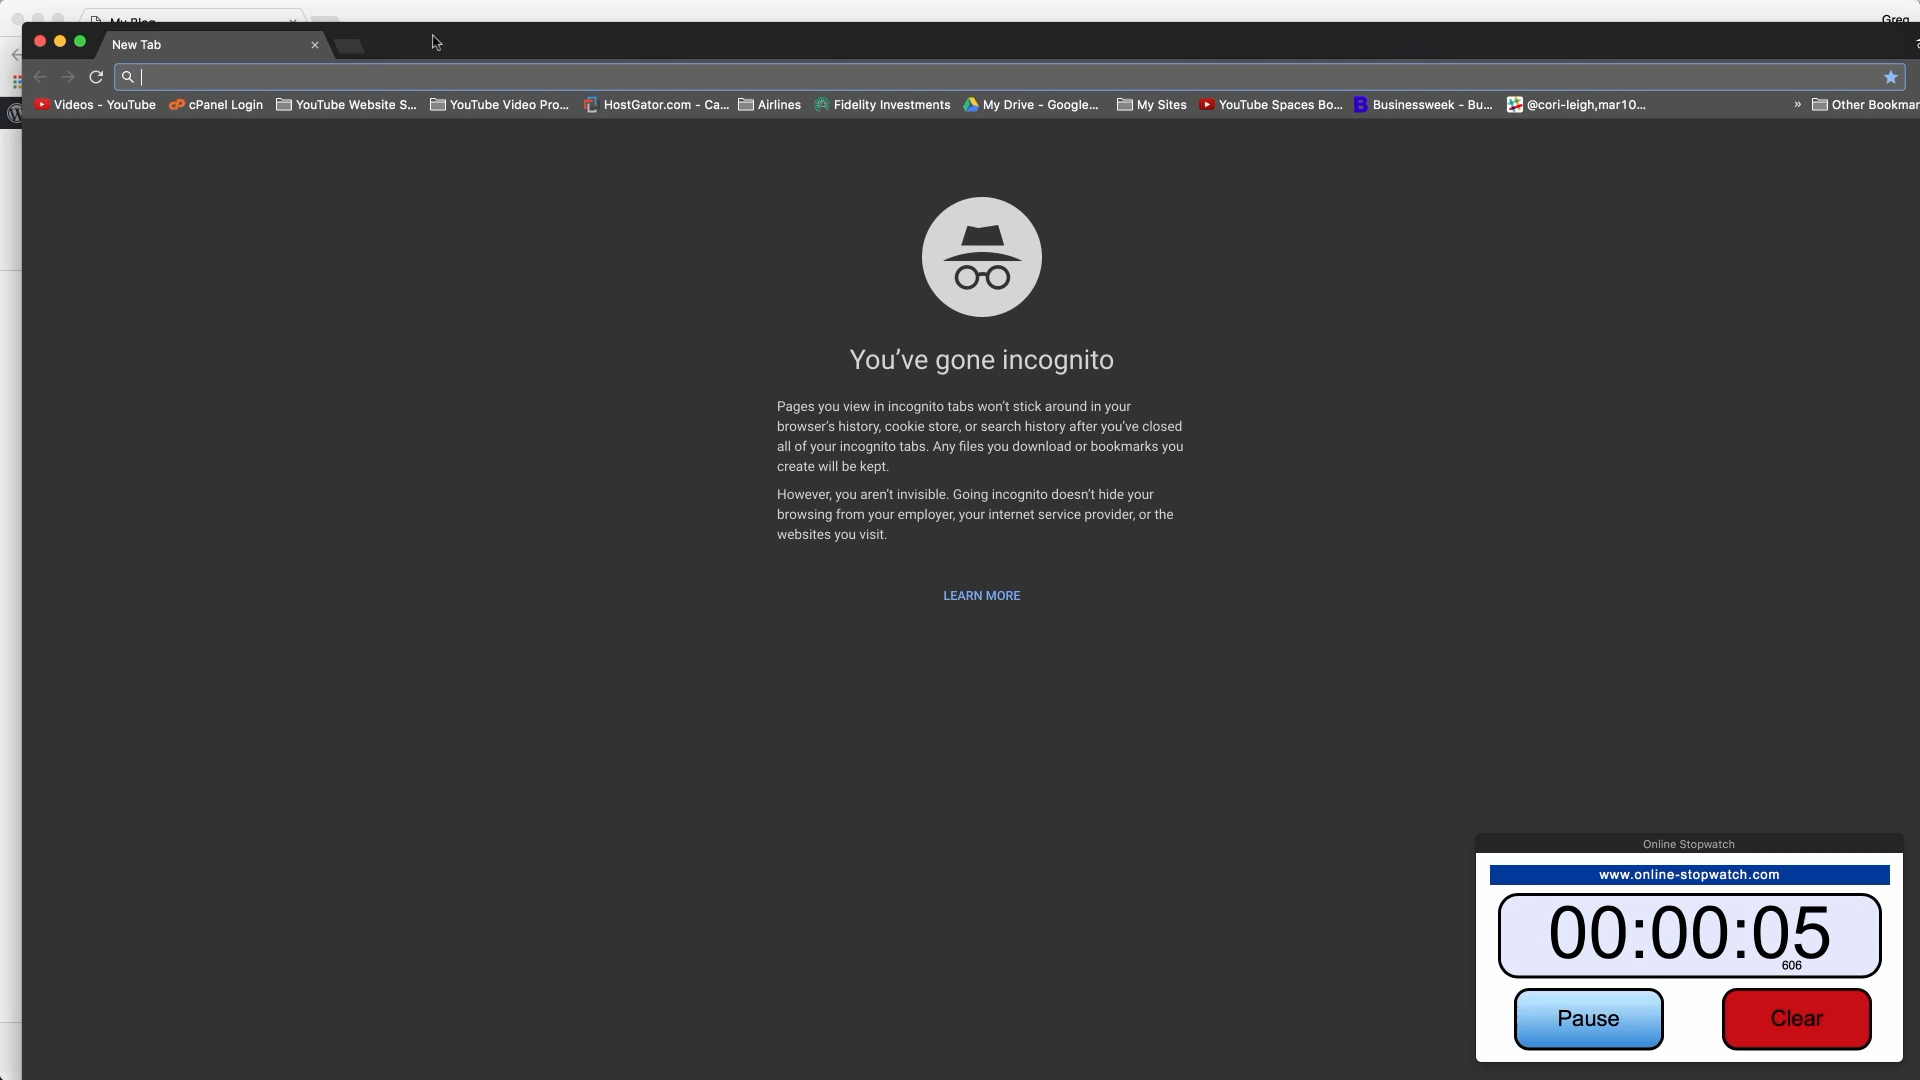 My Blog
Greg
New Tab
Videos - YouTube
cPanel Login
YouTube Website S...
YouTube Video Pro...
HostGator.com - Ca...
Airlines
Fidelity Investments
My Drive - Google...
My Sites
YouTube Spaces Bo...
Businessweek - Bu...
@cori-leigh,mar10...
»
Other Bookmar
You've gone incognito
Pages you view in incognito tabs won't stick around in your
browser's history, cookie store, or search history after you've closed
all of your incognito tabs. Any files you download or bookmarks you
create will be kept.
However, you aren't invisible. Going incognito doesn't hide your
browsing from your employer, your internet service provider, or the
websites you visit.
LEARN MORE
Online Stopwatch
www.online-stopwatch.com
00:00:05
606
Pause
Clear